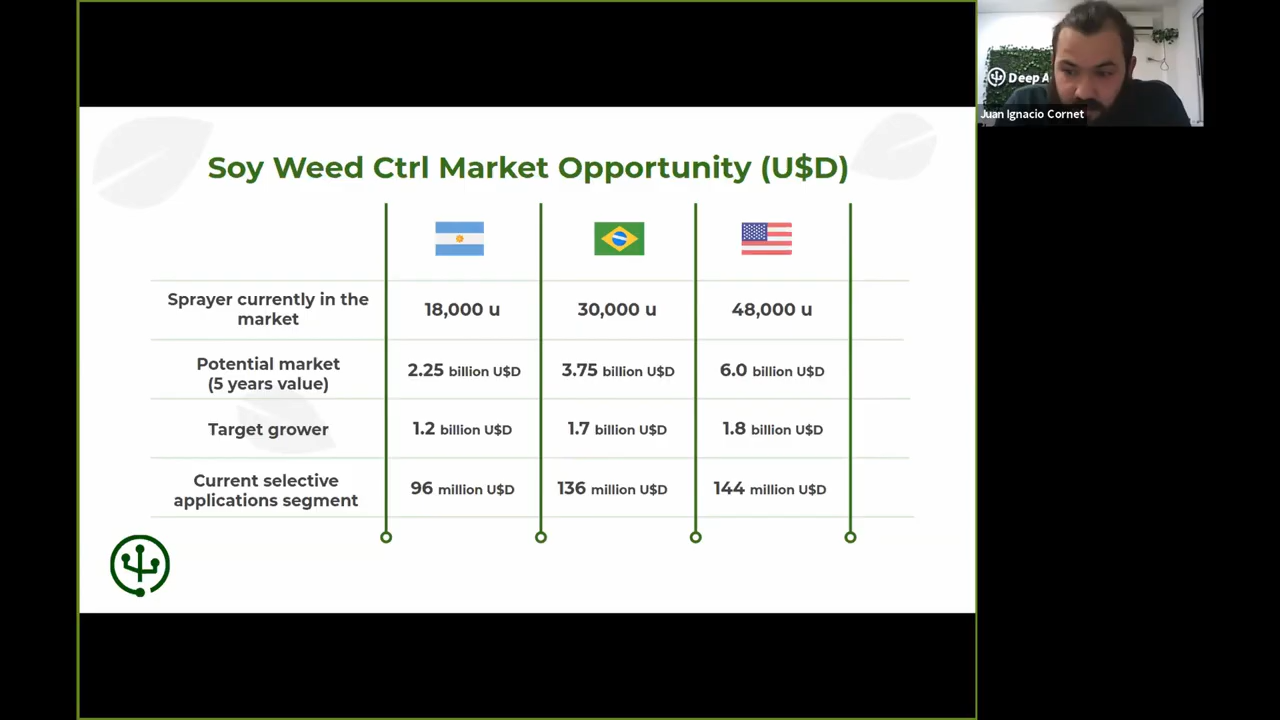 Soy Weed Ctrl Market Opportunity (U$D)
Sprayer currently in the
market
18,000 u
30,000 u
48,000 u
Potential market
(5 years value)
2.25 billion U$D
3.75 billion U$D
6.0 billion U$D
Target grower
1.2 billion U$D
1.7 billion U$D
1.8 billion U$D
Current selective
applications segment
96 million U$D
136 million U$D
144 million U$D
Deep A
Juan Ignacio Cornet